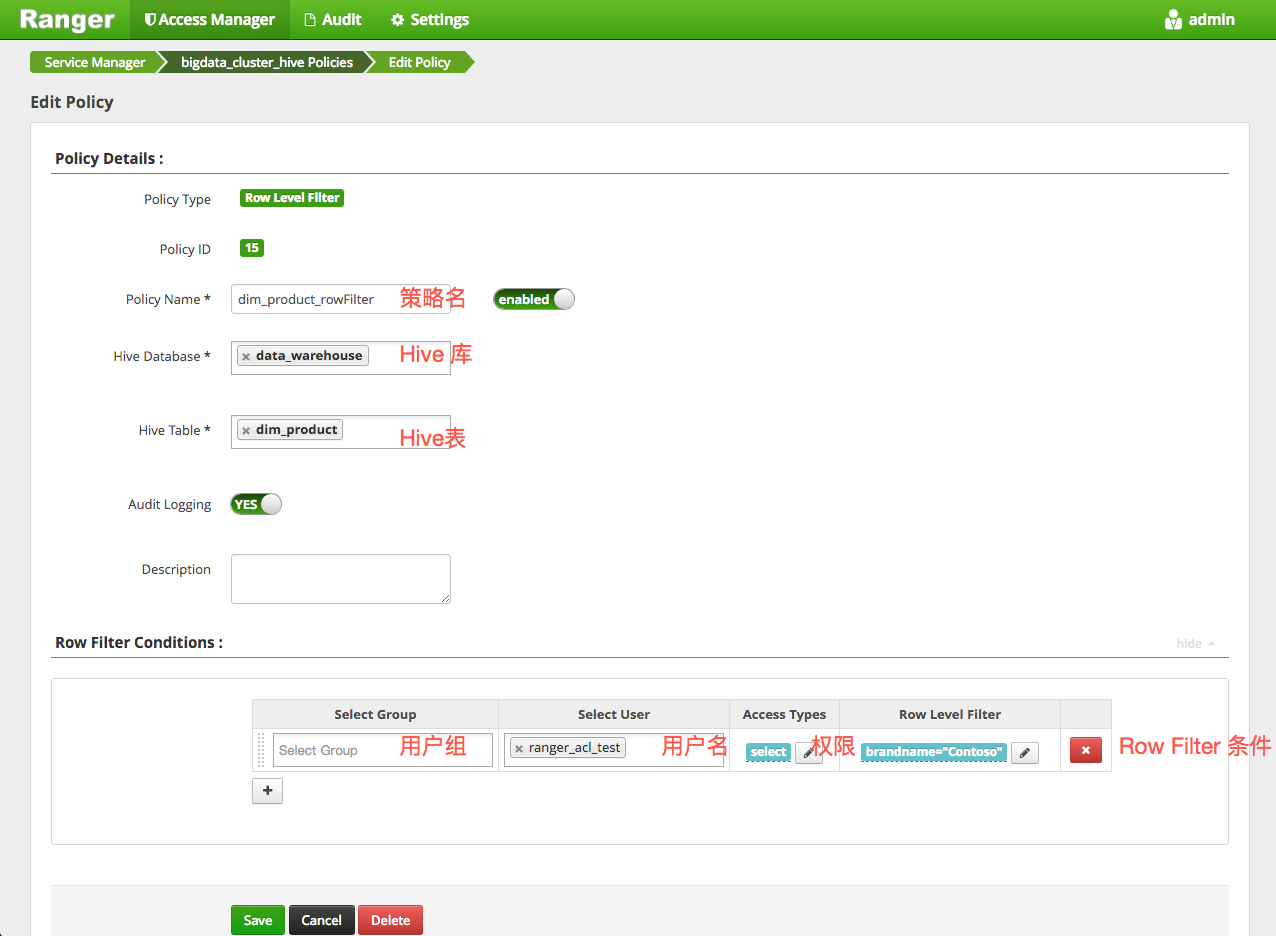 Ranger Access Manager Audit Settings admin
Service Manager bigdata_cluster_hive Policies Edit Policy
Edit Policy
Policy Details :
Policy Type Row Level Filter
Policy ID 15
Policy Name * dim_product_rowFilter 策略名 enabled
Hive Database * × data_warehouse Hive 库
Hive Table * × dim_product Hive表
Audit Logging YES
Description
Row Filter Conditions :
hide
Select Group Select User Access Types Row Level Filter
Select Group 用户组 × ranger_acl_test 用户名 select 权限 brandname="Contoso" × Row Filter 条件
+
Save Cancel Delete